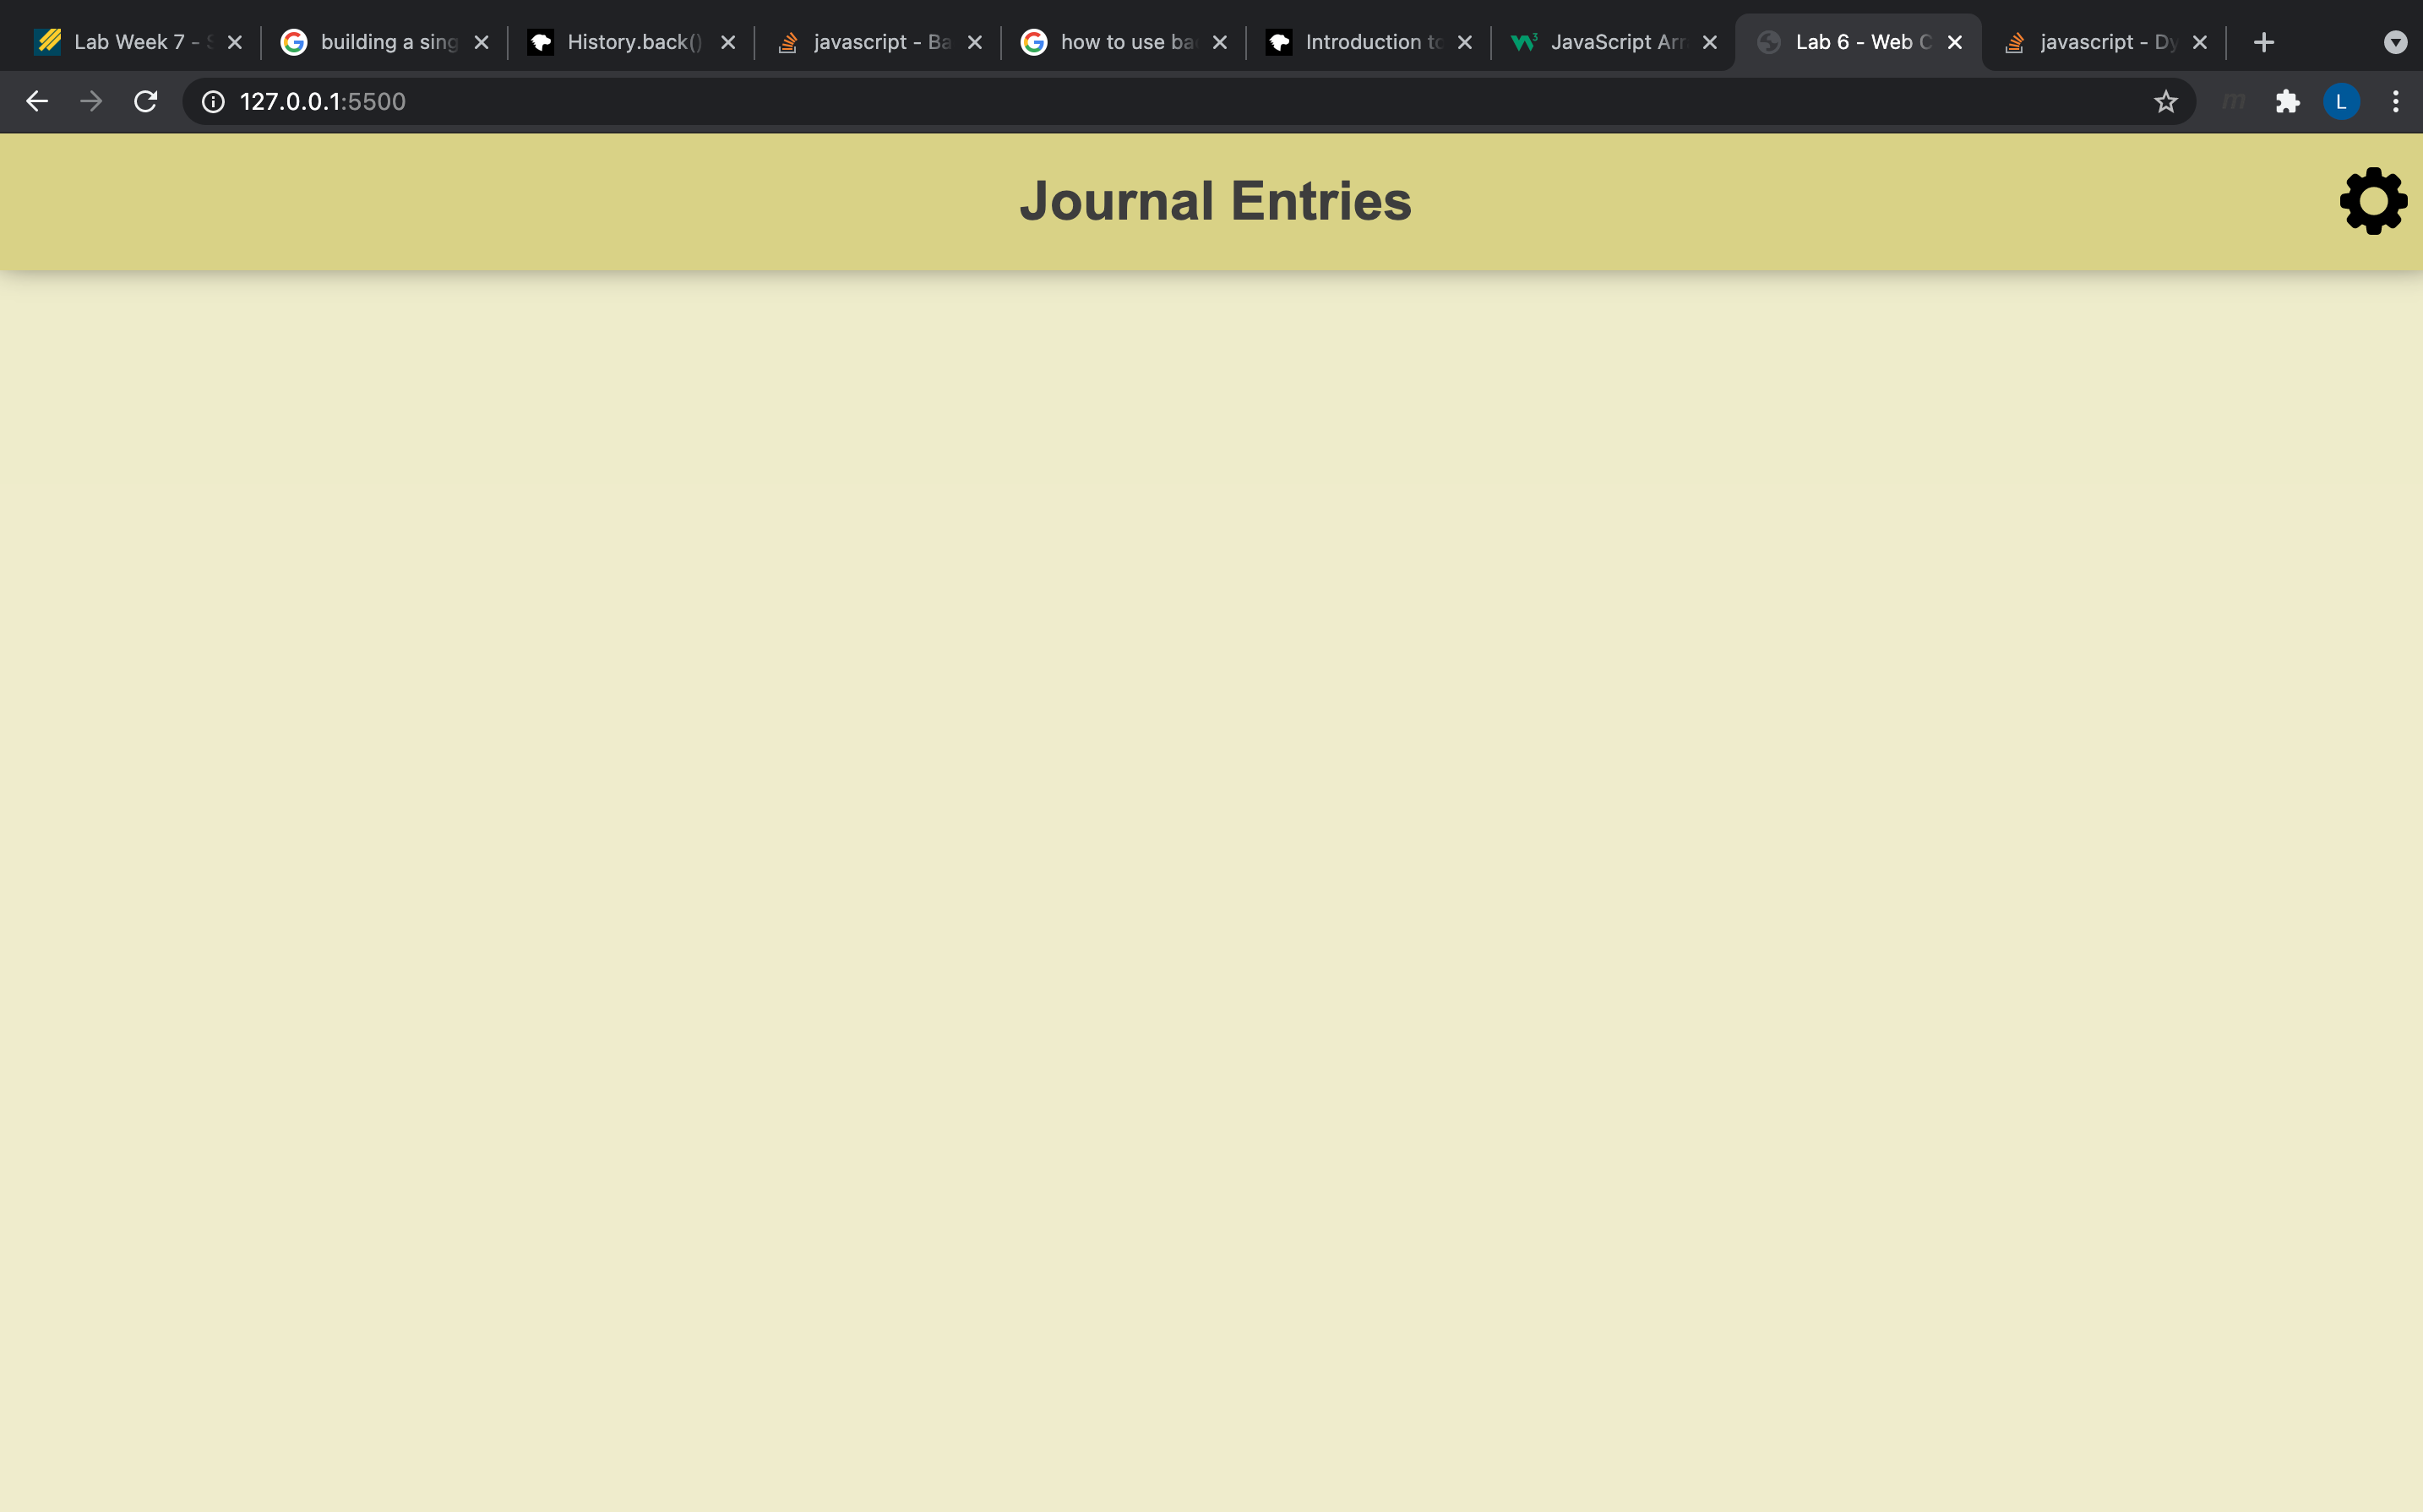 Lab Week 7 -
building a sing
History.back()
javascript - Ba
how to use ba
Introduction to
JavaScript Arr
Lab 6 - Web C
javascript - Dy
127.0.0.1:5500
m
L
Journal Entries